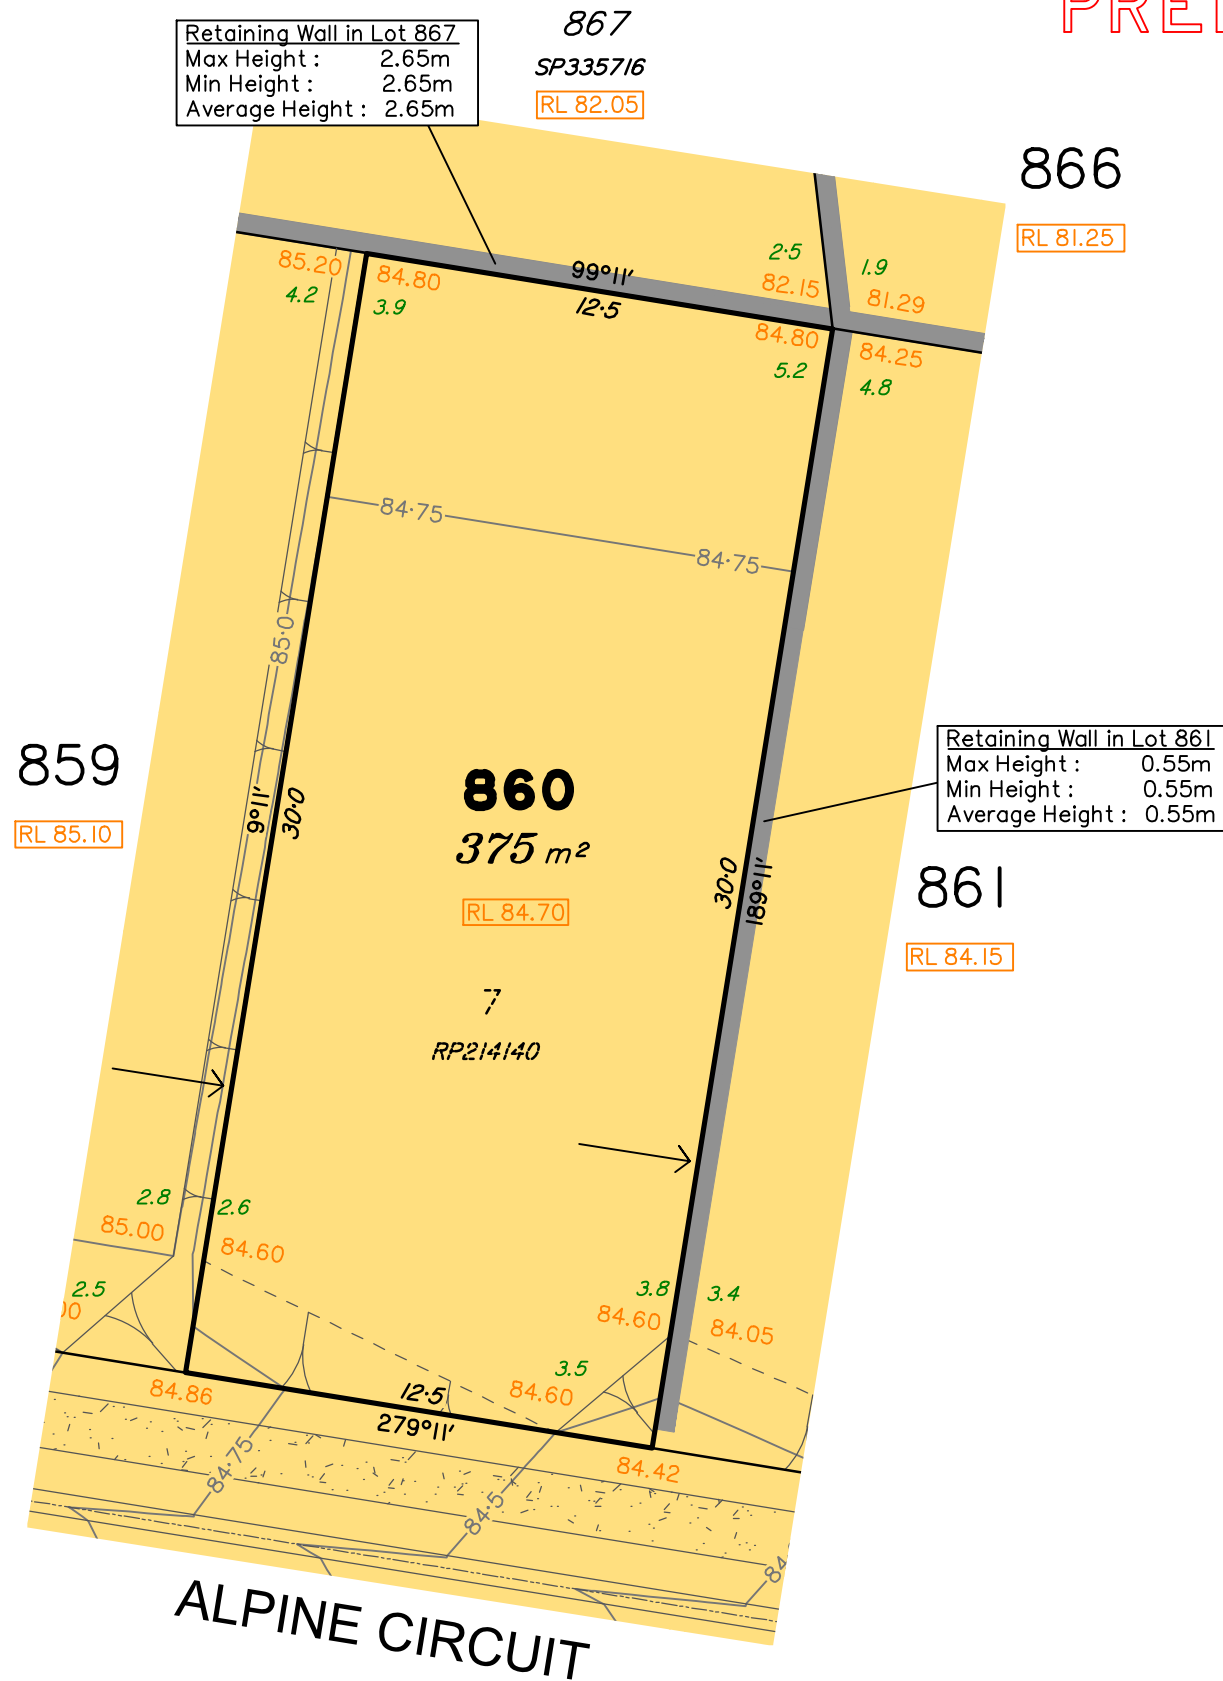 PREL
867
SP335716
RL 82.05
Retaining Wall in Lot 867
Max Height : 2.65m
Min Height : 2.65m
Average Height : 2.65m
866
RL 81.25
85.20
84.80
4.2
3.9
99°11'
12·5
2·5
82.15
1.9
81.29
84.80
5.2
84.25
4.8
84·75
84·75
85·0
859
RL 85.10
9°11'
30·0
860
375 m²
RL 84.70
7
RP214140
Retaining Wall in Lot 861
Max Height : 0.55m
Min Height : 0.55m
Average Height : 0.55m
30·0
189°11'
861
RL 84.15
2.8
85.00
2.6
84.60
2.5
00
3.8
84.60
3.4
84.05
3.5
84.60
84.86
12·5
279°11'
84.42
84·75
84·5
84
ALPINE CIRCUIT